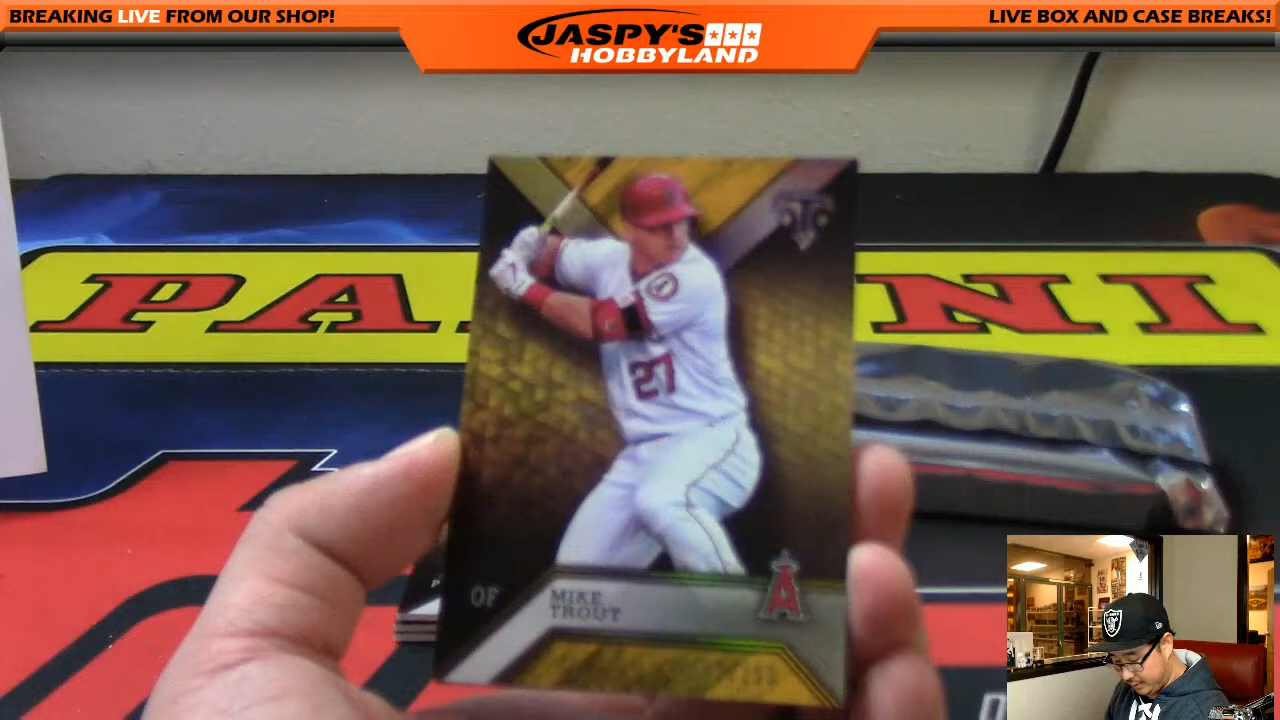 BREAKING LIVE FROM OUR SHOP!
JASPY'S
HOBBYLAND
LIVE BOX AND CASE BREAKS!
27
OF
MIKE
TROUT
A